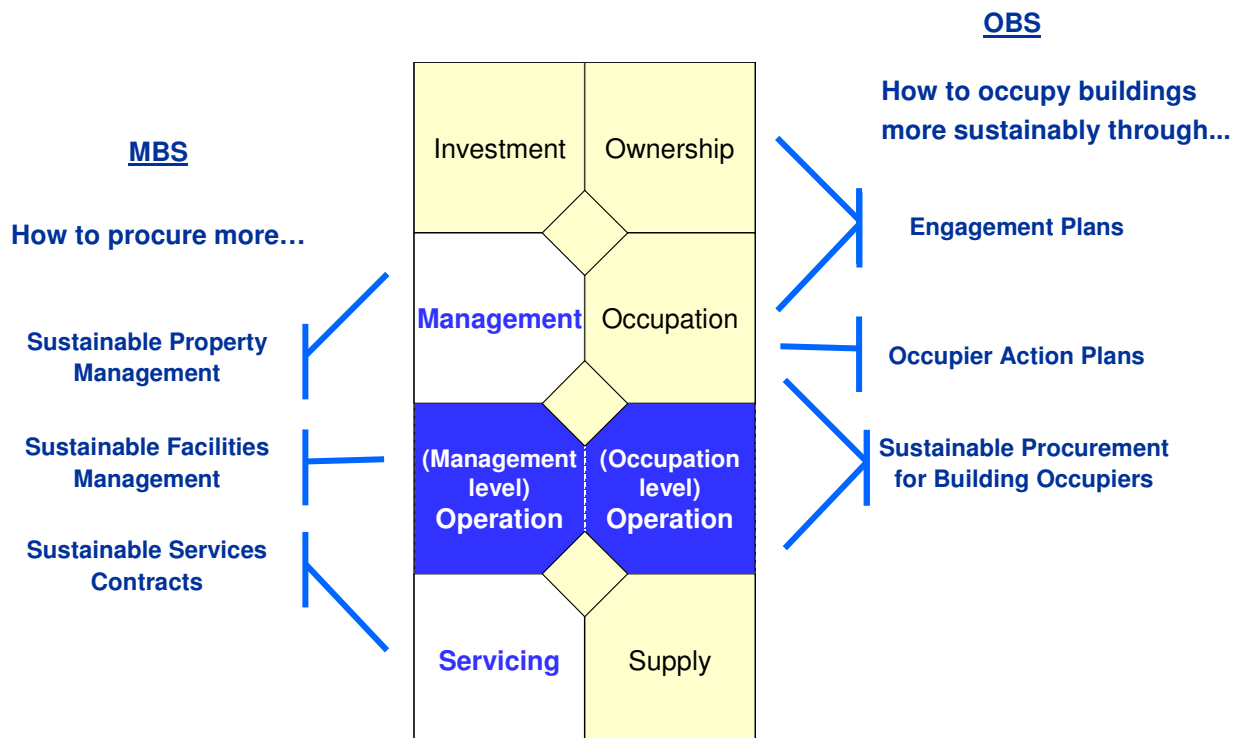 OBS
How to occupy buildings
more sustainably through...
MBS
How to procure more…
Investment
Ownership
Engagement Plans
Management
Occupation
Sustainable Property
Management
Occupier Action Plans
Sustainable Facilities
Management
(Management
level)
Operation
(Occupation
level)
Operation
Sustainable Procurement
for Building Occupiers
Sustainable Services
Contracts
Servicing
Supply